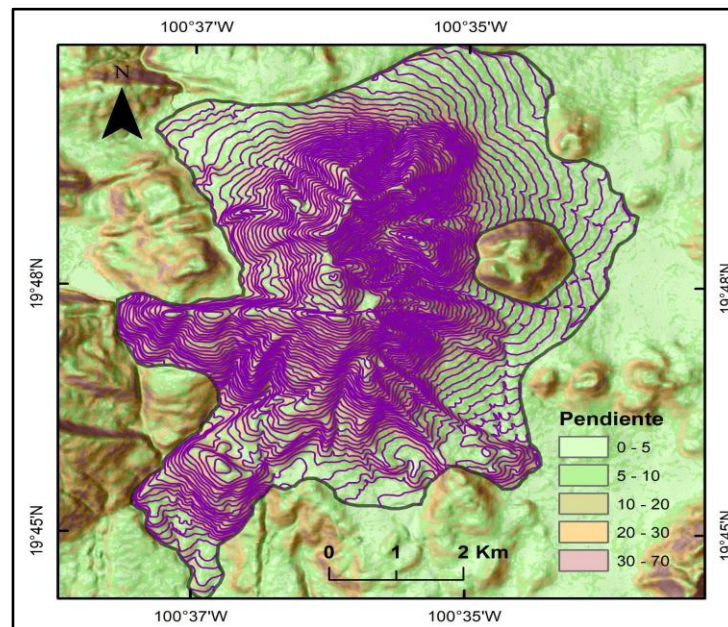 100°37'W
100°35'W
N
19°48'N
19°48'N
Pendiente
0 - 5
5 - 10
10 - 20
20 - 30
30 - 70
0 1 2 Km
19°45'N
19°45'N
100°37'W
100°35'W